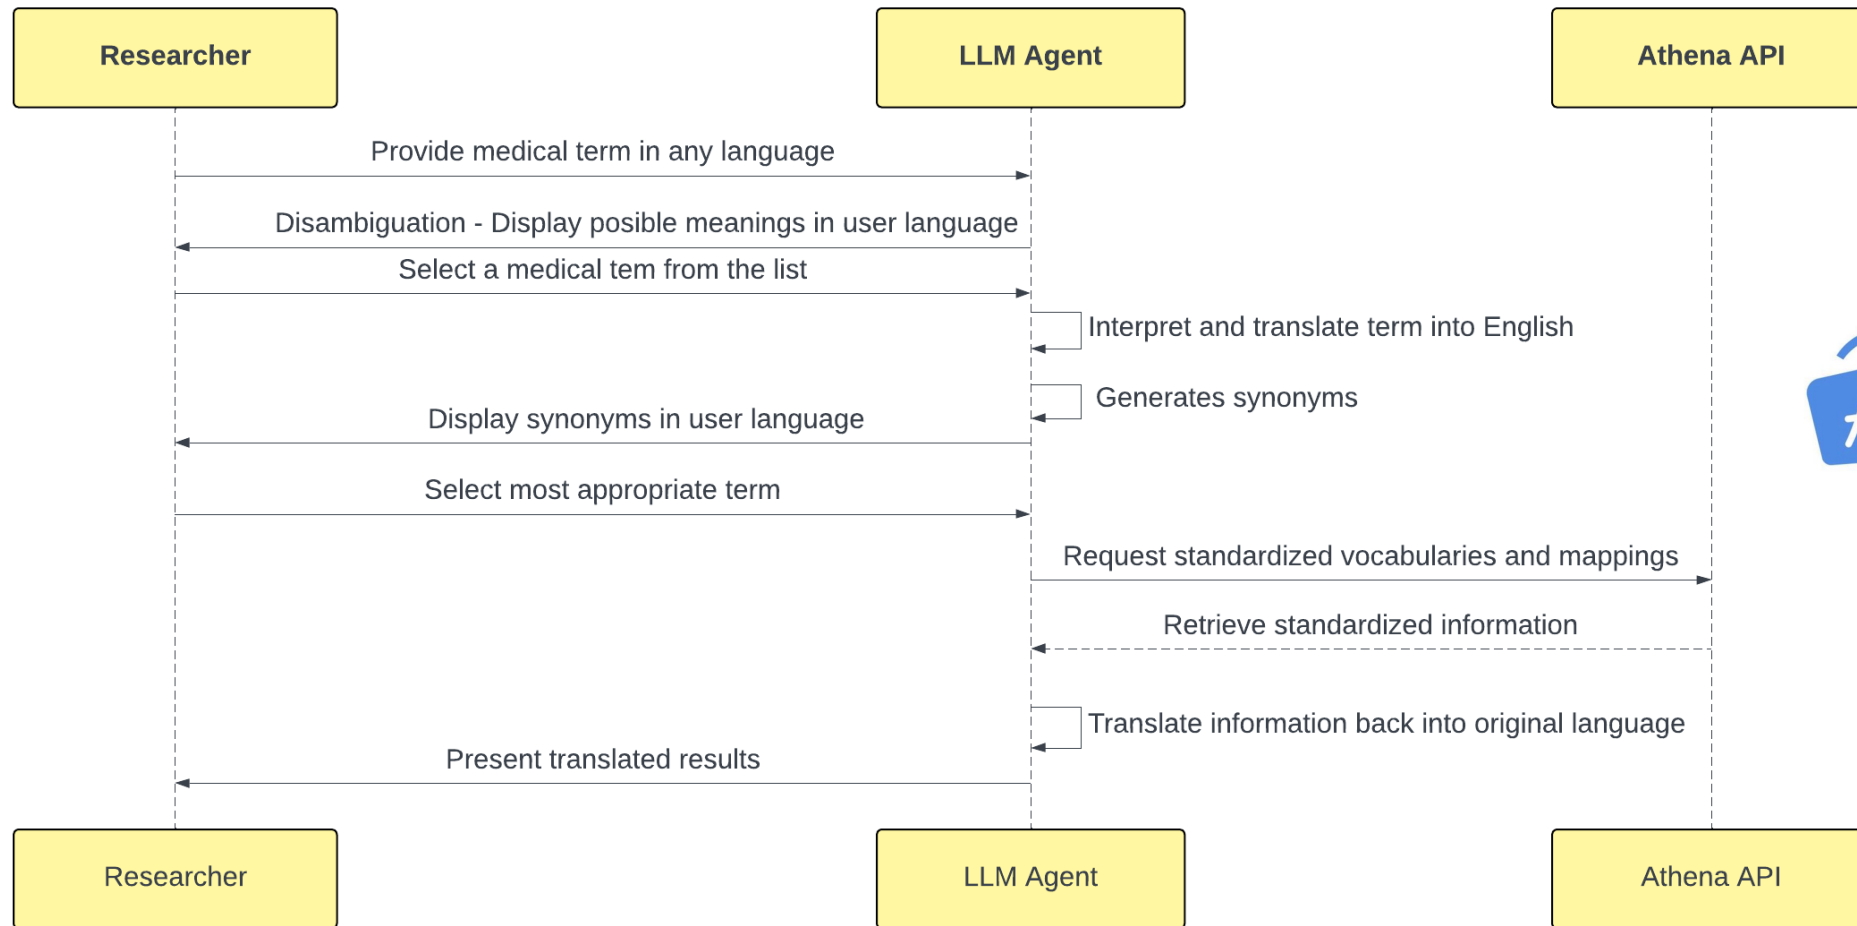 Researcher
LLM Agent
Athena API
Provide medical term in any language
Disambiguation - Display posible meanings in user language
Select a medical tem from the list
Interpret and translate term into English
Generates synonyms
Display synonyms in user language
Select most appropriate term
Request standardized vocabularies and mappings
Retrieve standardized information
Translate information back into original language
Present translated results
Researcher
LLM Agent
Athena API